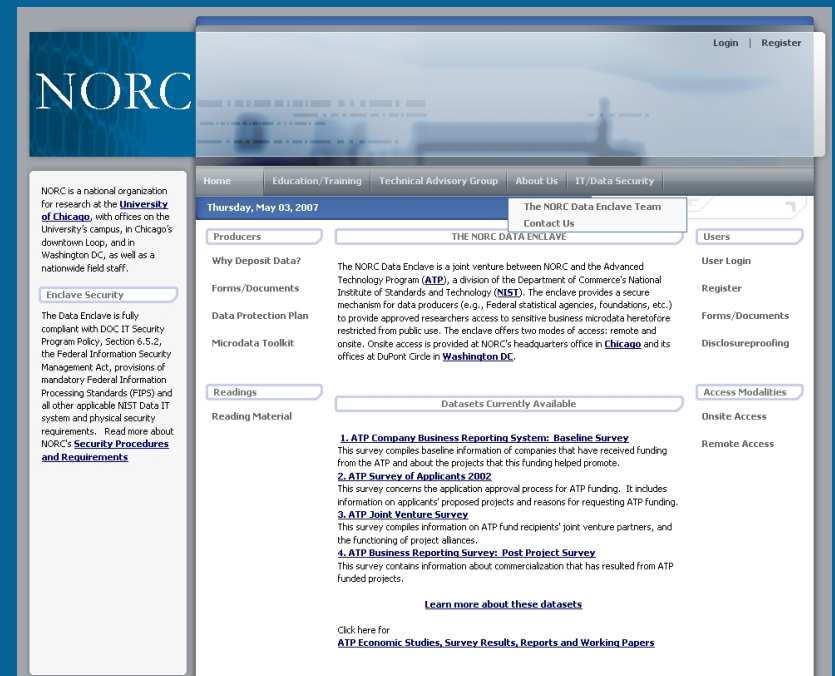 NORC
Login | Register
Home
Education/Training
Technical Advisory Group
About Us
IT/Data Security
Thursday, May 03, 2007
The NORC Data Enclave Team
Contact Us
NORC is a national organization
for research at the University
of Chicago, with offices on the
University's campus, in Chicago's
downtown Loop, and in
Washington DC, as well as a
nationwide field staff.
Enclave Security
The Data Enclave is fully
compliant with DOC IT Security
Program Policy, Section 6.5.2,
the Federal Information Security
Management Act, provisions of
mandatory Federal Information
Processing Standards (FIPS) and
all other applicable NIST Data IT
system and physical security
requirements. Read more about
NORC's Security Procedures
and Requirements
Producers
Why Deposit Data?
Forms/Documents
Data Protection Plan
Microdata Toolkit
Readings
Reading Material
THE NORC DATA ENCLAVE
The NORC Data Enclave is a joint venture between NORC and the Advanced
Technology Program (ATP), a division of the Department of Commerce's National
Institute of Standards and Technology (NIST). The enclave provides a secure
mechanism for data producers (e.g., Federal statistical agencies, foundations, etc.)
to provide approved researchers access to sensitive business microdata heretofore
restricted from public use. The enclave offers two modes of access: remote and
onsite. Onsite access is provided at NORC's headquarters office in Chicago and its
offices at DuPont Circle in Washington DC.
Datasets Currently Available
1. ATP Company Business Reporting System: Baseline Survey
This survey compiles baseline information of companies that have received funding
from the ATP and about the projects that this funding helped promote.
2. ATP Survey of Applicants 2002
This survey concerns the application approval process for ATP funding. It includes
information on applicants' proposed projects and reasons for requesting ATP funding.
3. ATP Joint Venture Survey
This survey compiles information on ATP fund recipients' joint venture partners, and
the functioning of project alliances.
4. ATP Business Reporting Survey: Post Project Survey
This survey contains information about commercialization that has resulted from ATP
funded projects.
Learn more about these datasets
Click here for
ATP Economic Studies, Survey Results, Reports and Working Papers
Users
User Login
Register
Forms/Documents
Disclosureproofing
Access Modalities
Onsite Access
Remote Access